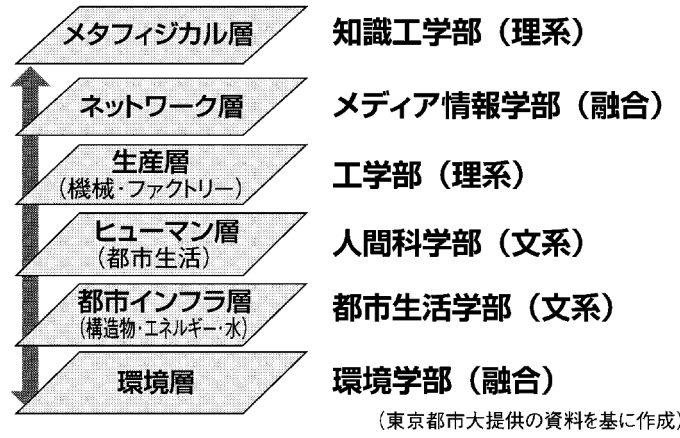 メタフィジカル層 知識工学部（理系）
ネットワーク層 メディア情報学部（融合）
生産層
（機械・ファクトリー） 工学部（理系）
ヒューマン層
（都市生活） 人間科学部（文系）
都市インフラ層
（構造物・エネルギー・水） 都市生活学部（文系）
環境層 環境学部（融合）
（東京都市大提供の資料を基に作成）